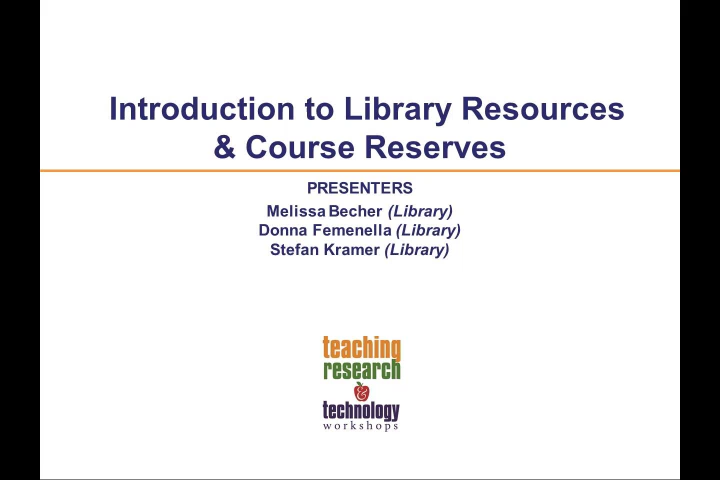 Introduction to Library Resources
& Course Reserves
PRESENTERS
Melissa Becher (Library)
Donna Femenella (Library)
Stefan Kramer (Library)
teaching
research
&
technology
workshops